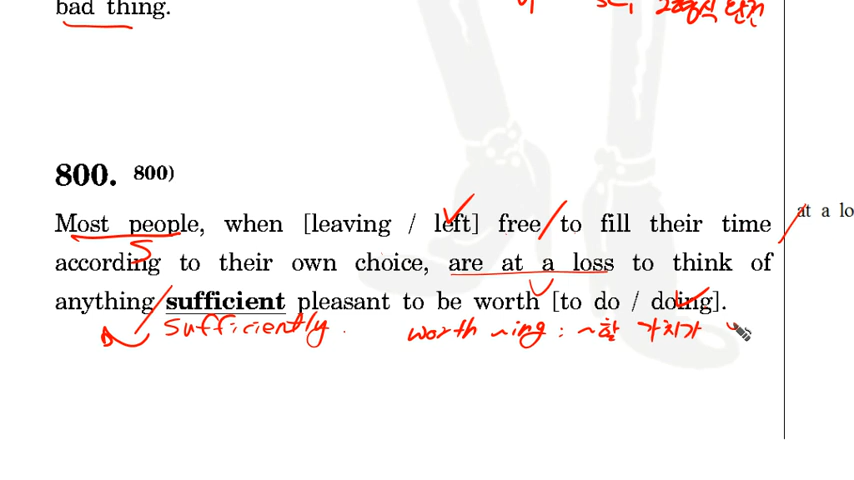 bad thing.
800. 800)
Most people, when [leaving / left] free to fill their time
at a lo
S
according to their own choice, are at a loss to think of
anything sufficient pleasant to be worth [to do / doing].
sufficiently.
worth ~ing : ~할 가치가